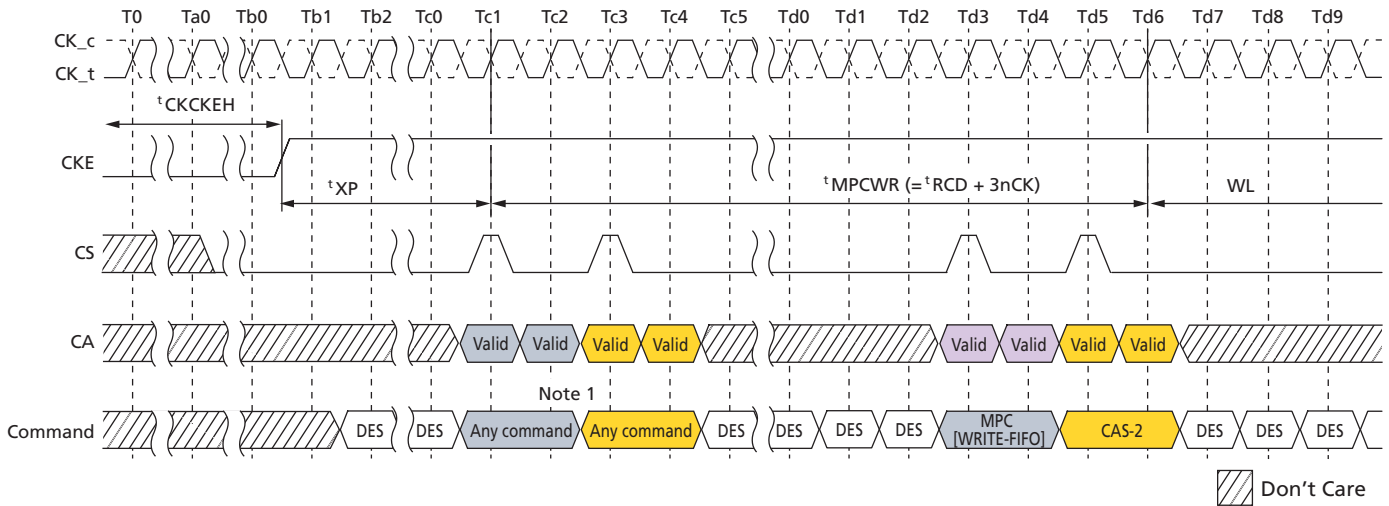 T0 Ta0 Tb0 Tb1 Tb2 Tc0 Tc1 Tc2 Tc3 Tc4 Tc5 Td0 Td1 Td2 Td3 Td4 Td5 Td6 Td7 Td8 Td9
CK_c
CK_t
tCKCKEH
CKE
tXP tMPCWR (= tRCD + 3nCK) WL
CS
CA Valid Valid Valid Valid Valid Valid Valid Valid
Note 1
Command DES DES Any command Any command DES DES DES DES MPC [WRITE-FIFO] CAS-2 DES DES DES
Don't Care